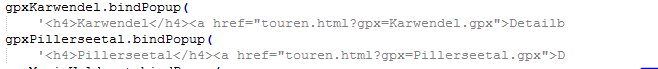 gpxKarwendel.bindPopup(
'<h4>Karwendel</h4><a href="touren.html?gpx=Karwendel.gpx">Detailb
gpxPillerseetal.bindPopup(
'<h4>Pillerseetal</h4><a href="touren.html?gpx=Pillerseetal.gpx">D